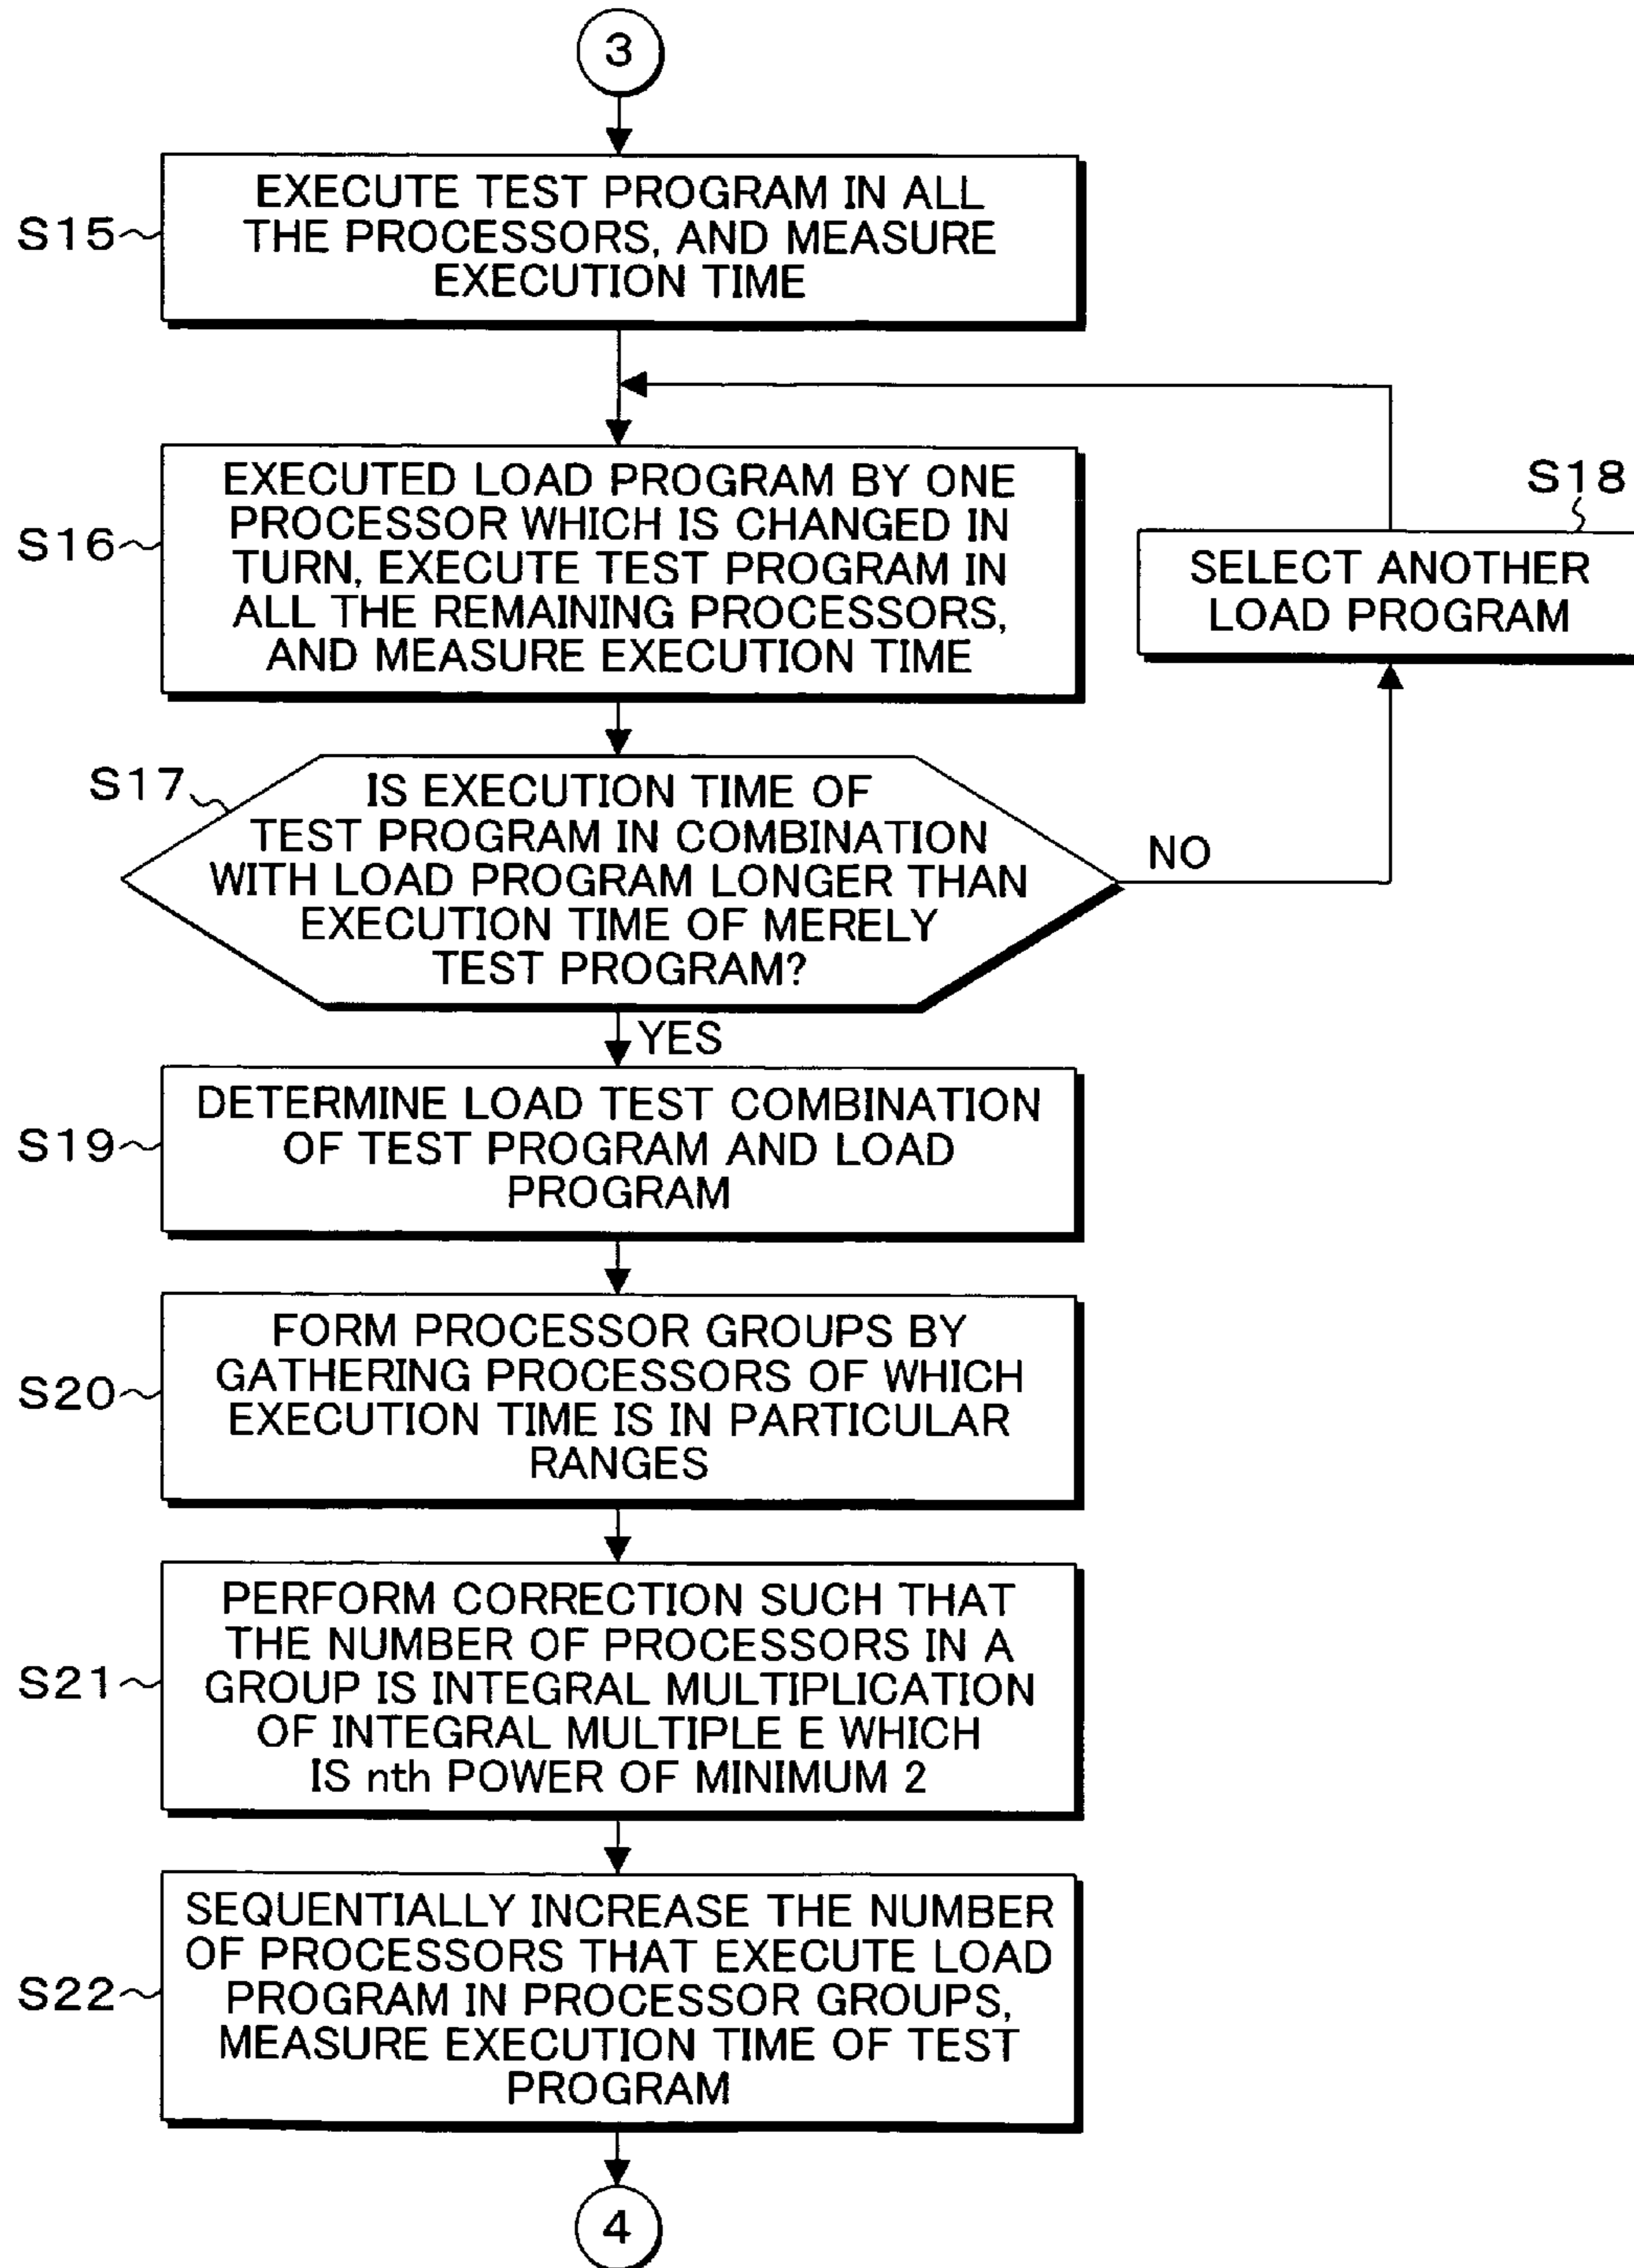 3
S15
EXECUTE TEST PROGRAM IN ALL
THE PROCESSORS, AND MEASURE
EXECUTION TIME
S16
EXECUTED LOAD PROGRAM BY ONE
PROCESSOR WHICH IS CHANGED IN
TURN, EXECUTE TEST PROGRAM IN
ALL THE REMAINING PROCESSORS,
AND MEASURE EXECUTION TIME
S18
SELECT ANOTHER
LOAD PROGRAM
S17
IS EXECUTION TIME OF
TEST PROGRAM IN COMBINATION
WITH LOAD PROGRAM LONGER THAN
EXECUTION TIME OF MERELY
TEST PROGRAM?
NO
YES
S19
DETERMINE LOAD TEST COMBINATION
OF TEST PROGRAM AND LOAD
PROGRAM
S20
FORM PROCESSOR GROUPS BY
GATHERING PROCESSORS OF WHICH
EXECUTION TIME IS IN PARTICULAR
RANGES
S21
PERFORM CORRECTION SUCH THAT
THE NUMBER OF PROCESSORS IN A
GROUP IS INTEGRAL MULTIPLICATION
OF INTEGRAL MULTIPLE E WHICH
IS nth POWER OF MINIMUM 2
S22
SEQUENTIALLY INCREASE THE NUMBER
OF PROCESSORS THAT EXECUTE LOAD
PROGRAM IN PROCESSOR GROUPS,
MEASURE EXECUTION TIME OF TEST
PROGRAM
4